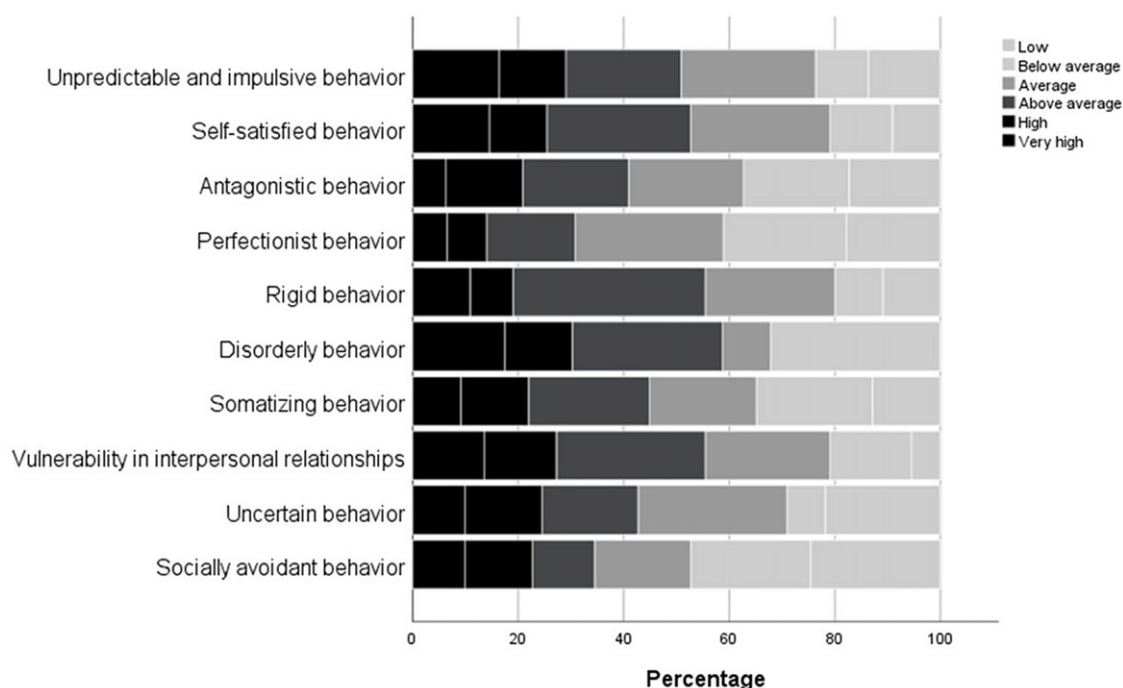 Unpredictable and impulsive behavior
Self-satisfied behavior
Antagonistic behavior
Perfectionist behavior
Rigid behavior
Disorderly behavior
Somatizing behavior
Vulnerability in interpersonal relationships
Uncertain behavior
Socially avoidant behavior
Low
Below average
Average
Above average
High
Very high
0 20 40 60 80 100
Percentage